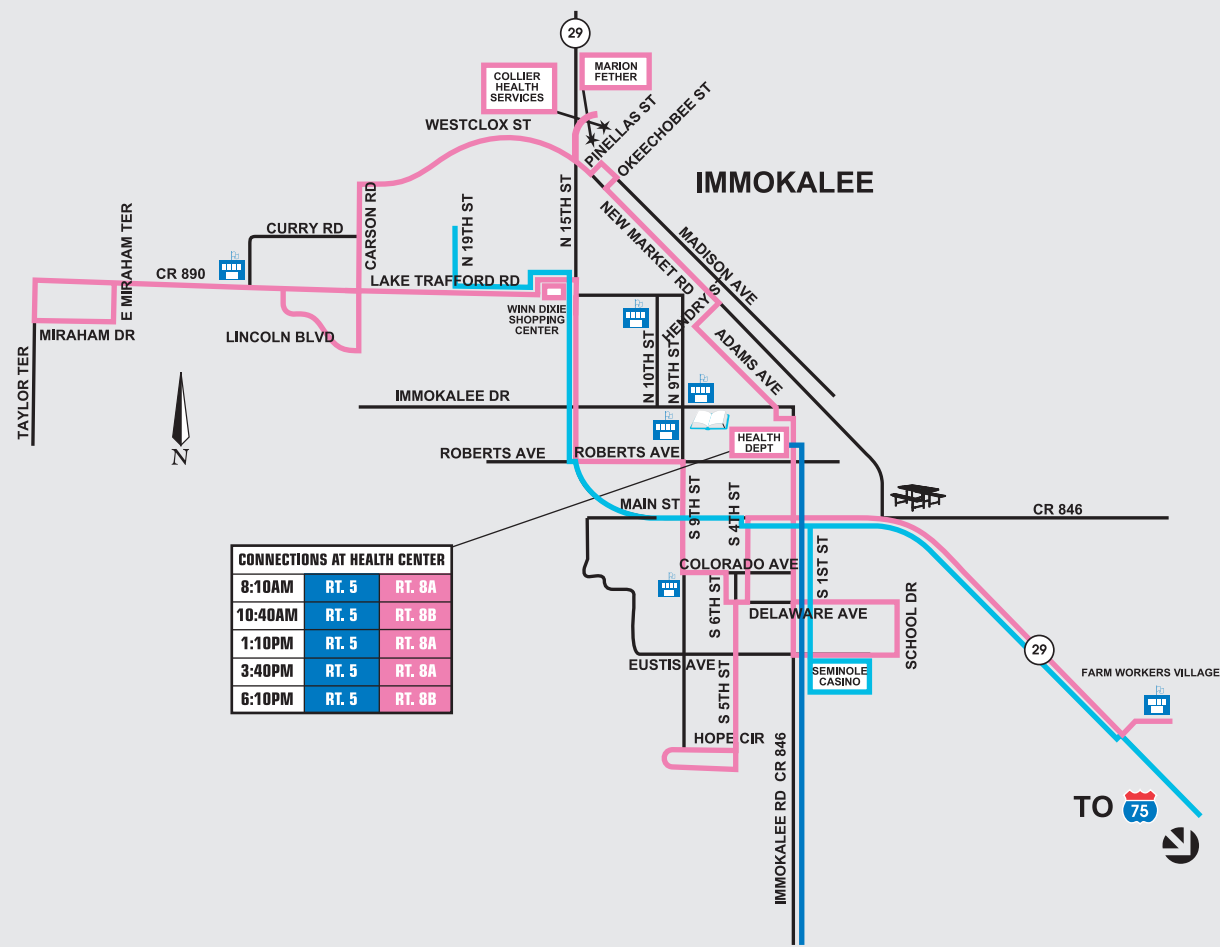 29
COLLIER
HEALTH
SERVICES
MARION
FETHER
WESTCLOX ST
PINELLAS ST
OKEECHOBEE ST
IMMOKALEE
CARSON RD
N 19TH ST
N 15TH ST
NEW MARKET RD
MADISON AVE
E MIRAHAM TER
CURRY RD
CR 890
LAKE TRAFFORD RD
HENDRY S
WINN DIXIE
SHOPPING
CENTER
MIRAHAM DR
LINCOLN BLVD
TAYLOR TER
N 10TH ST
N 9TH ST
ADAMS AVE
IMMOKALEE DR
N
ROBERTS AVE
ROBERTS AVE
HEALTH
DEPT
MAIN ST
S 9TH ST
S 4TH ST
CR 846
CONNECTIONS AT HEALTH CENTER
8:10AM RT. 5 RT. 8A
10:40AM RT. 5 RT. 8B
1:10PM RT. 5 RT. 8A
3:40PM RT. 5 RT. 8A
6:10PM RT. 5 RT. 8B
COLORADO AVE
S 1ST ST
S 6TH ST
DELAWARE AVE
SCHOOL DR
EUSTIS AVE
S 5TH ST
SEMINOLE
CASINO
29
FARM WORKERS VILLAGE
HOPE CIR
IMMOKALEE RD CR 846
TO 75